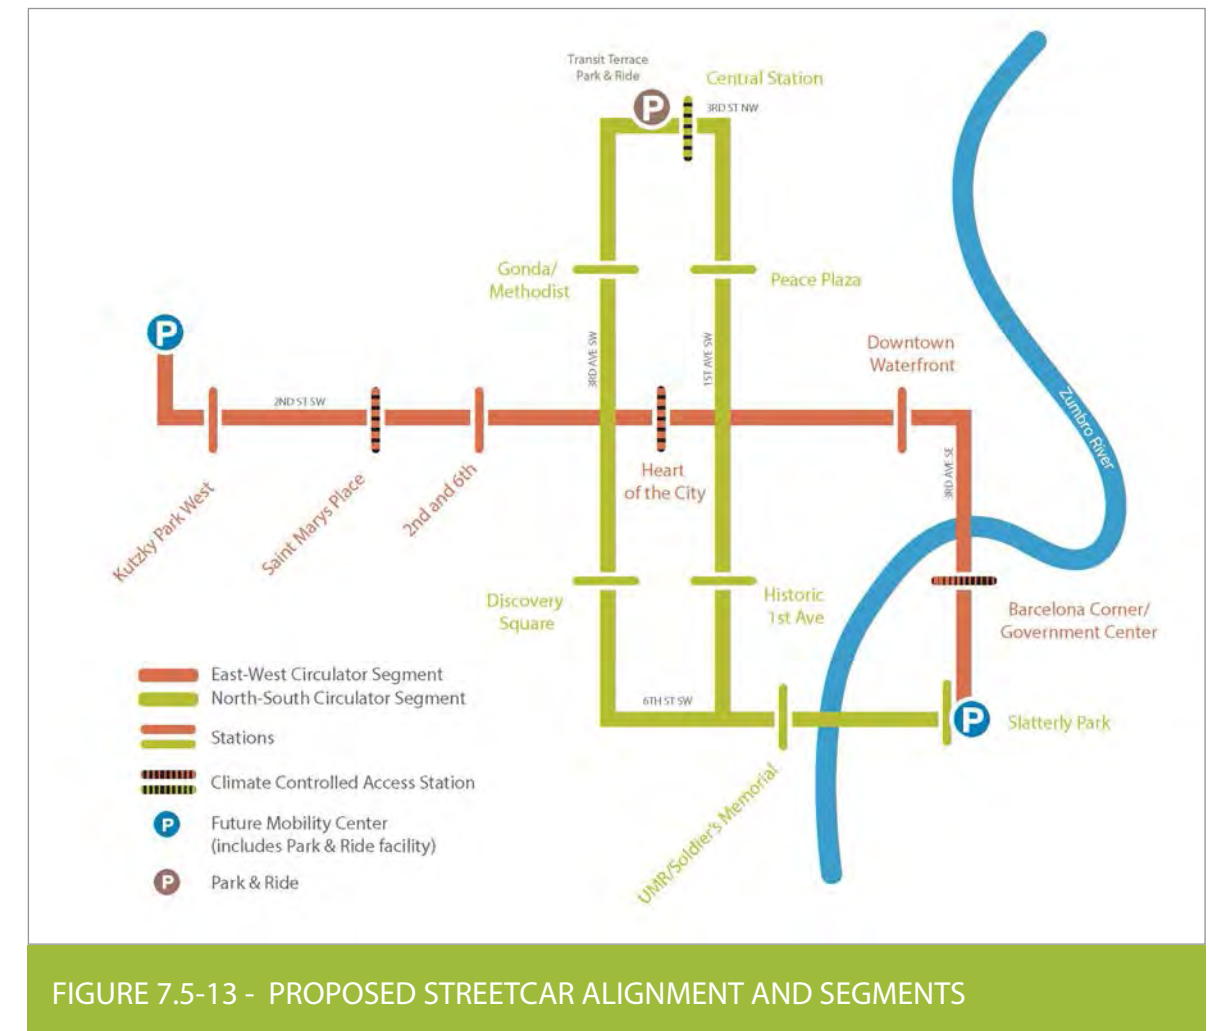 Transit Terrace
Park & Ride
P
Central Station
3RD ST NW
Gonda/
Methodist
Peace Plaza
P
3RD AVE SW
1ST AVE SW
Downtown
Waterfront
Zumbro River
2ND ST SW
Kutzky Park West
Saint Marys Place
2nd and 6th
Heart
of the City
3RD AVE SE
Discovery
Square
Historic
1st Ave
Barcelona Corner/
Government Center
East-West Circulator Segment
North-South Circulator Segment
6TH ST SW
P
Slatterly Park
Stations
UMR/Soldier's Memorial
Climate Controlled Access Station
P
Future Mobility Center
(includes Park & Ride facility)
P
Park & Ride
FIGURE 7.5-13 - PROPOSED STREETCAR ALIGNMENT AND SEGMENTS